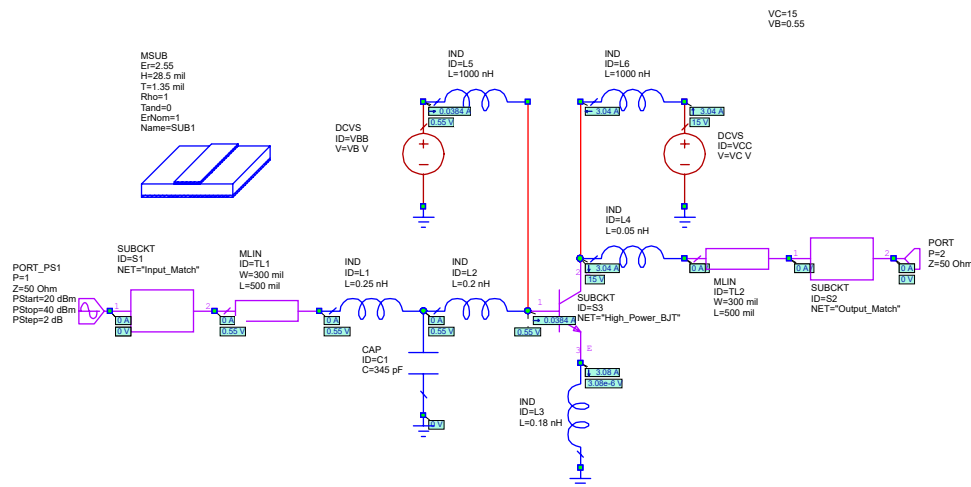 VC=15
VB=0.55
MSUB
Er=2.55
H=28.5 mil
T=1.35 mil
Rho=1
Tand=0
ErNom=1
Name=SUB1
IND
ID=L5
L=1000 nH
0.0384 A
0.55 V
DCVS
ID=VBB
V=VB V
IND
ID=L6
L=1000 nH
3.04 A
3.04 A
15 V
DCVS
ID=VCC
V=VC V
IND
ID=L4
L=0.05 nH
3.04 A
15 V
PORT_PS1
P=1
Z=50 Ohm
PStart=20 dBm
PStop=40 dBm
PStep=2 dB
SUBCKT
ID=S1
NET="Input_Match"
1
2
0 A
0 V
MLIN
ID=TL1
W=300 mil
L=500 mil
0 A
0.55 V
IND
ID=L1
L=0.25 nH
0 A
0.55 V
IND
ID=L2
L=0.2 nH
0 A
0.55 V
CAP
ID=C1
C=345 pF
0 V
0.55 V
0.0384 A
1
2
3
E
SUBCKT
ID=S3
NET="High_Power_BJT"
3.08 A
3.08e-6 V
IND
ID=L3
L=0.18 nH
0 A
MLIN
ID=TL2
W=300 mil
L=500 mil
0 A
1
2
SUBCKT
ID=S2
NET="Output_Match"
0 A
0 V
PORT
P=2
Z=50 Ohm